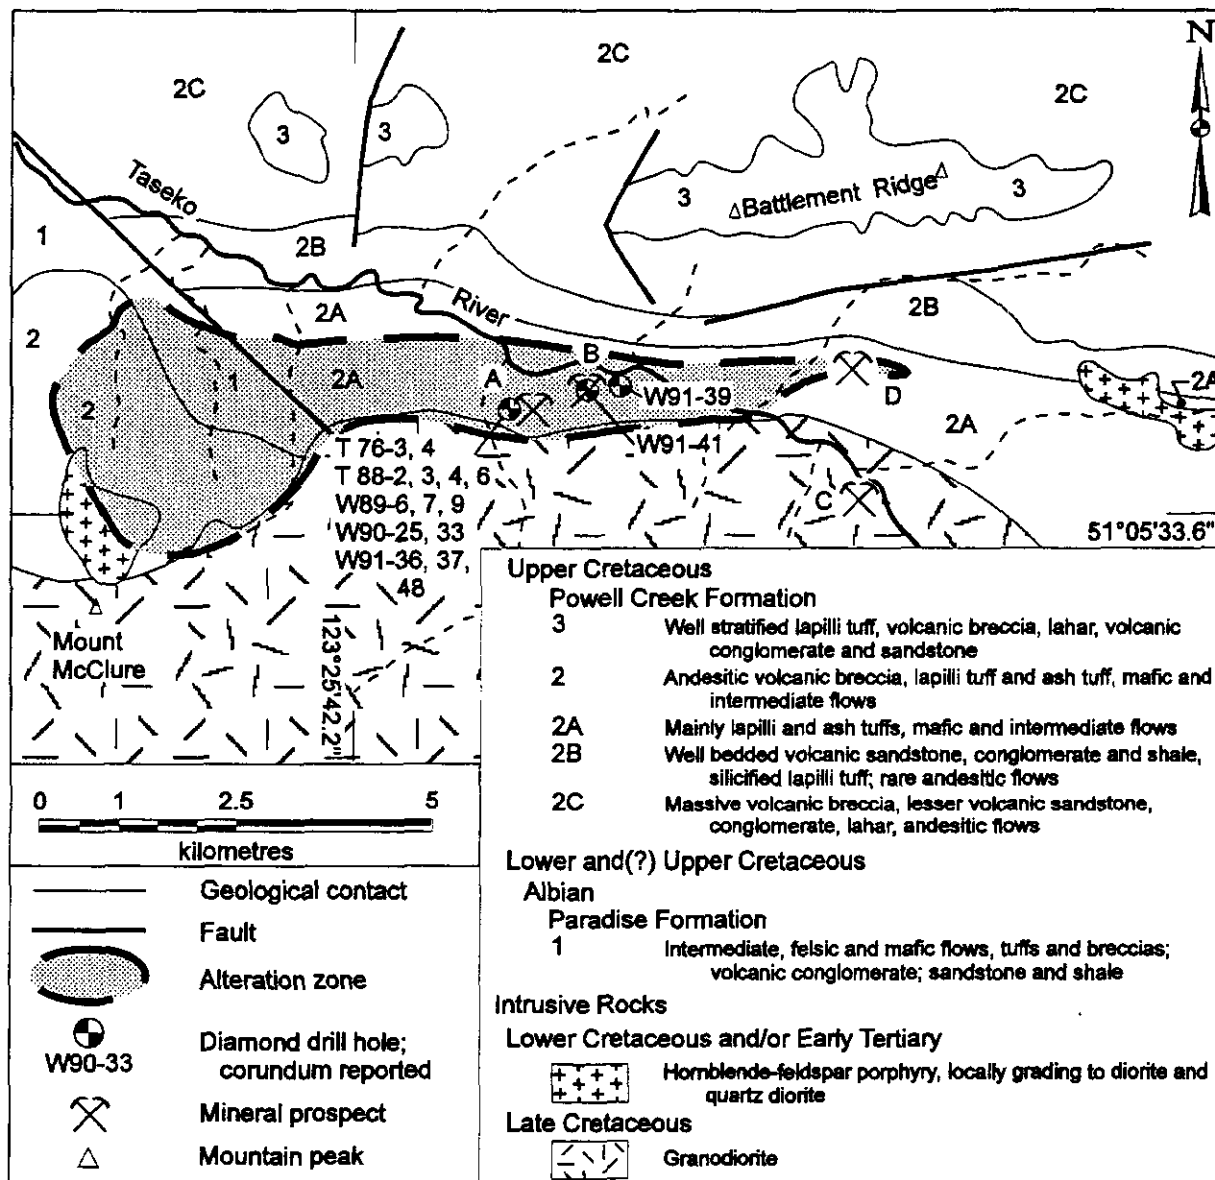 N
2C
2C
2C
3
3
3
Battlement Ridge
3
Taseko
1
2B
River
2A
2B
2
B
1
2A
A
W91-39
D
2A
2
2A
W91-41
T 76-3, 4
T 88-2, 3, 4, 6
W89-6, 7, 9
W90-25, 33
W91-36, 37,
48
C
51°05'33.6"
Mount
McClure
123°25'42.2"
Upper Cretaceous
Powell Creek Formation
3 Well stratified lapilli tuff, volcanic breccia, lahar, volcanic
conglomerate and sandstone
2 Andesitic volcanic breccia, lapilli tuff and ash tuff, mafic and
intermediate flows
2A Mainly lapilli and ash tuffs, mafic and intermediate flows
2B Well bedded volcanic sandstone, conglomerate and shale,
silicified lapilli tuff; rare andesitic flows
2C Massive volcanic breccia, lesser volcanic sandstone,
conglomerate, lahar, andesitic flows
Lower and(?) Upper Cretaceous
Albian
Paradise Formation
1 Intermediate, felsic and mafic flows, tuffs and breccias;
volcanic conglomerate; sandstone and shale
Intrusive Rocks
Lower Cretaceous and/or Early Tertiary
Hornblende-feldspar porphyry, locally grading to diorite and
quartz diorite
Late Cretaceous
Granodiorite
0 1 2.5 5
kilometres
Geological contact
Fault
Alteration zone
W90-33
Diamond drill hole;
corundum reported
Mineral prospect
Mountain peak